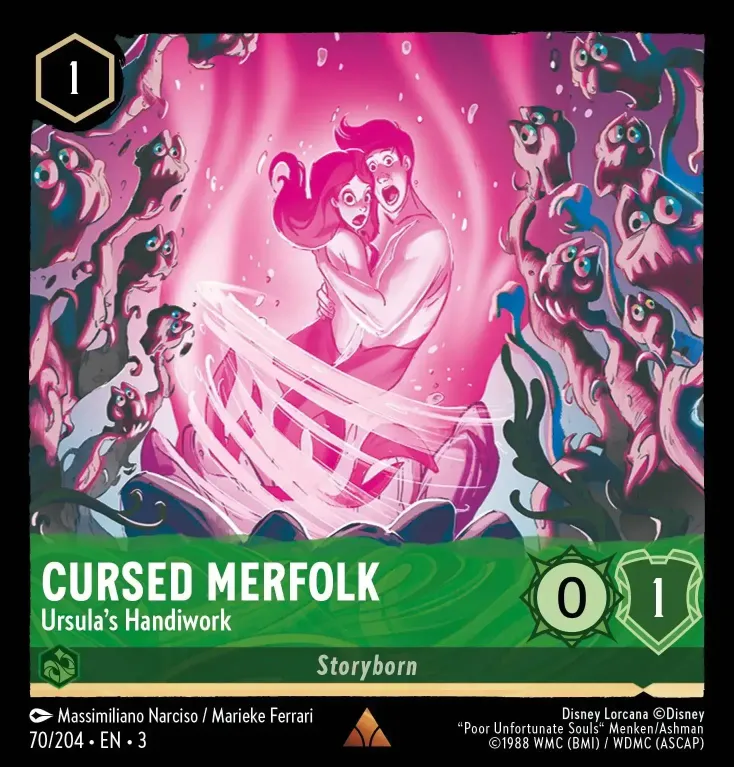 1
CURSED MERFOLK
Ursula's Handiwork
0
1
Storyborn
Massimiliano Narciso / Marieke Ferrari
70/204 • EN • 3
Disney Lorcana ©Disney
“Poor Unfortunate Souls“ Menken/Ashman
©1988 WMC (BMI) / WDMC (ASCAP)